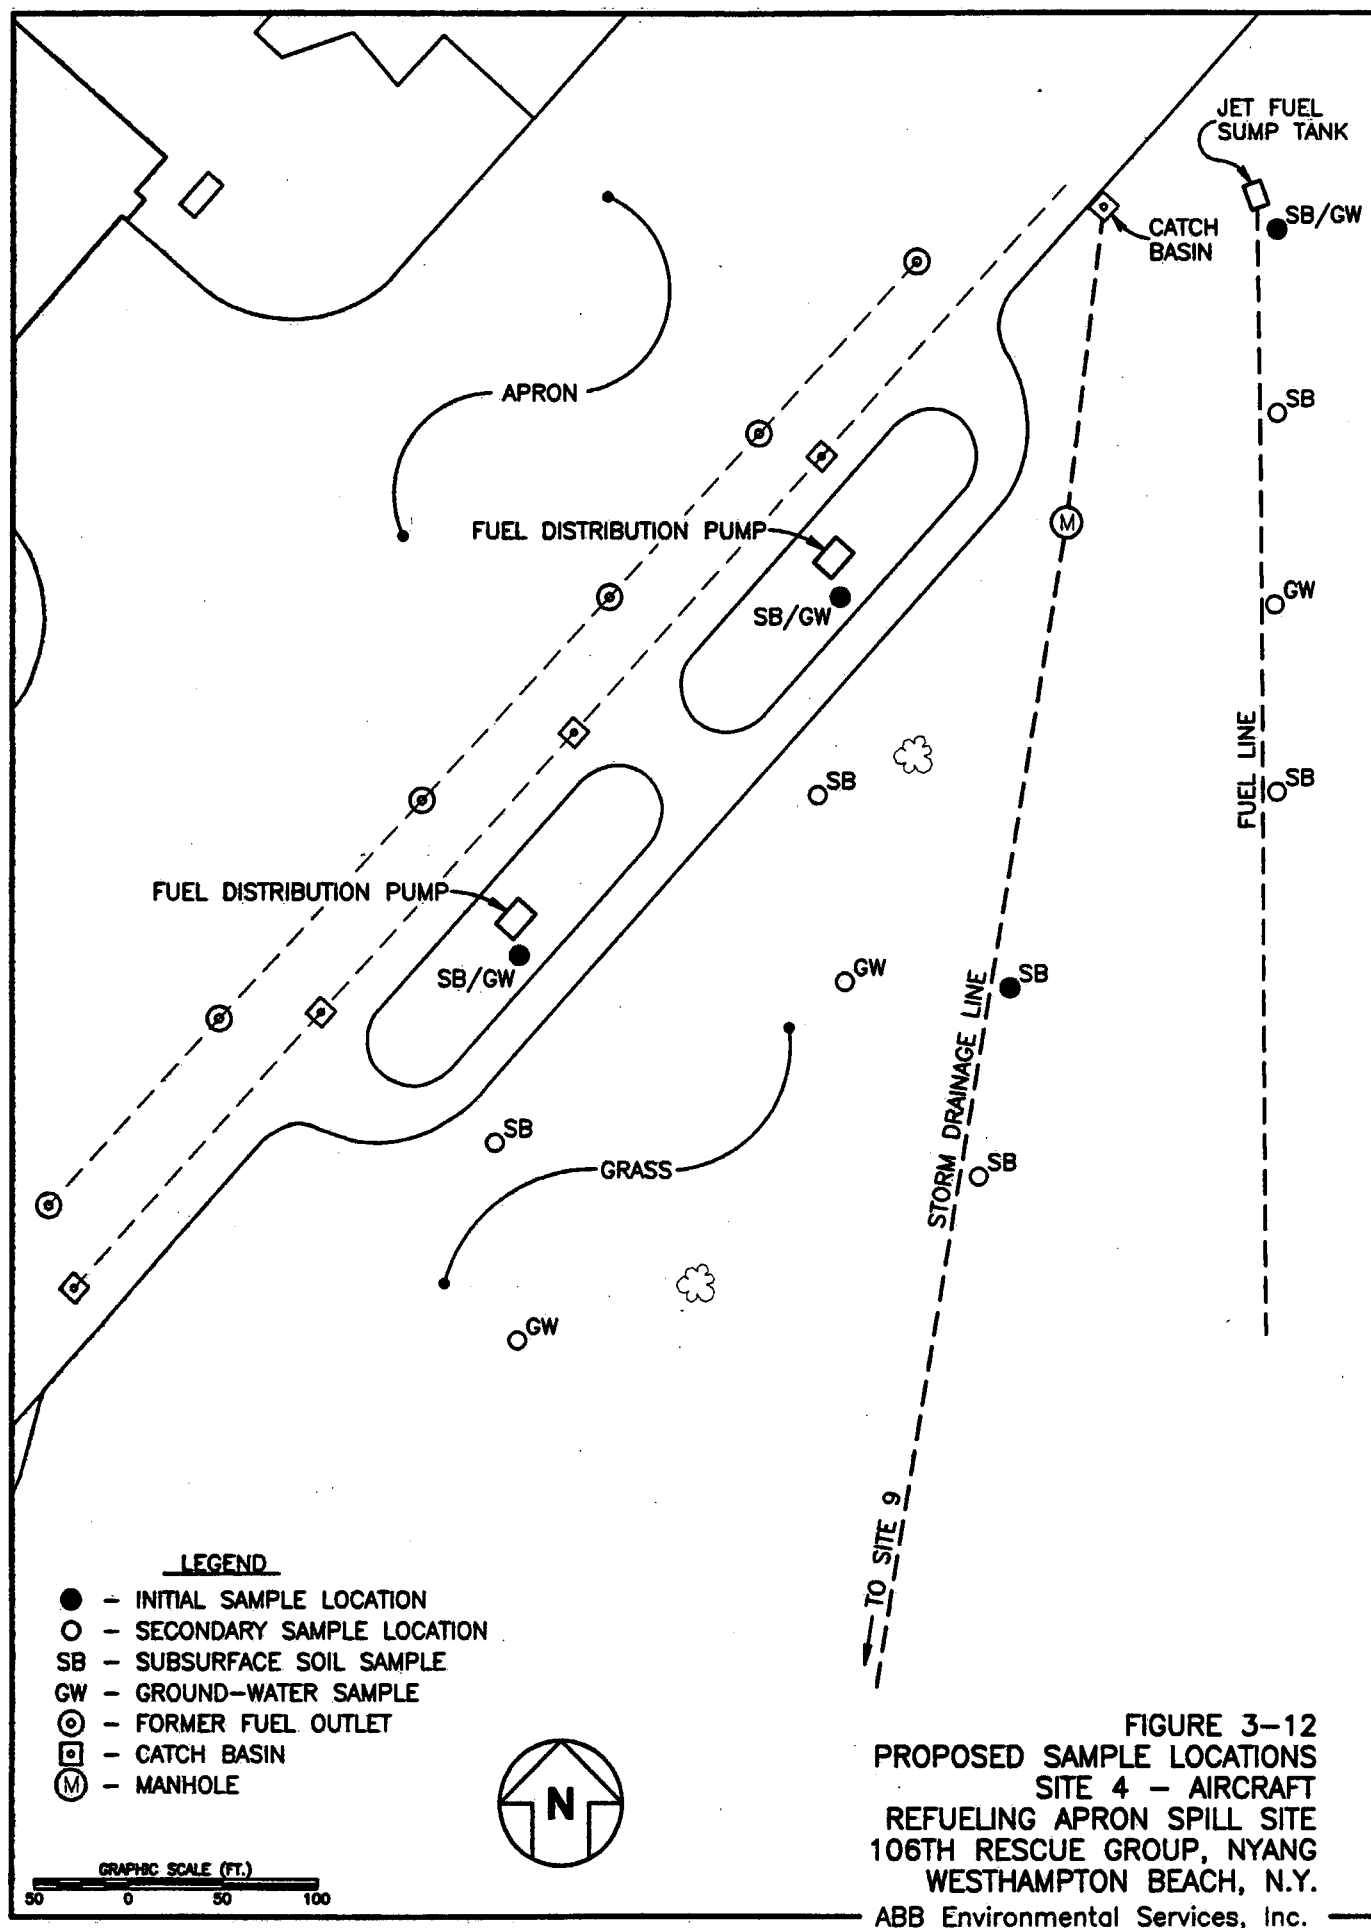 JET FUEL
SUMP TANK
SB/GW
CATCH
BASIN
APRON
SB
FUEL DISTRIBUTION PUMP
M
SB/GW
GW
FUEL LINE
SB
SB
FUEL DISTRIBUTION PUMP
SB/GW
GW
SB
STORM DRAINAGE LINE
SB
GRASS
SB
GW
TO SITE 9
LEGEND
● – INITIAL SAMPLE LOCATION
○ – SECONDARY SAMPLE LOCATION
SB – SUBSURFACE SOIL SAMPLE
GW – GROUND-WATER SAMPLE
– FORMER FUEL OUTLET
– CATCH BASIN
M – MANHOLE
N
GRAPHIC SCALE (FT.)
50 0 50 100
FIGURE 3-12
PROPOSED SAMPLE LOCATIONS
SITE 4 – AIRCRAFT
REFUELING APRON SPILL SITE
106TH RESCUE GROUP, NYANG
WESTHAMPTON BEACH, N.Y.
ABB Environmental Services, Inc.